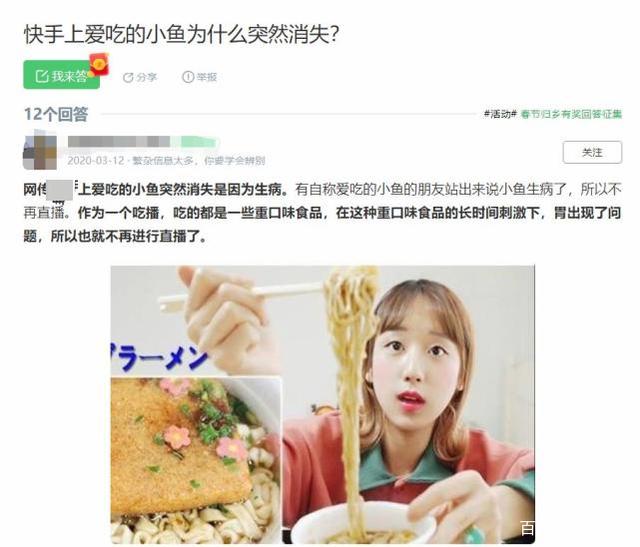 快手上爱吃的小鱼为什么突然消失?
我来答
分享
举报
12个回答
#活动# 春节归乡有奖回答征集
2020-03-12 · 繁杂信息太多，你要学会辨别
关注
网传
上爱吃的小鱼突然消失是因为生病。有自称爱吃的小鱼的朋友站出来说小鱼生病了，所以不
再直播。作为一个吃播，吃的都是一些重口味食品，在这种重口味食品的长时间刺激下，胃出现了问
题，所以也就不再进行直播了。
ラーメン
百